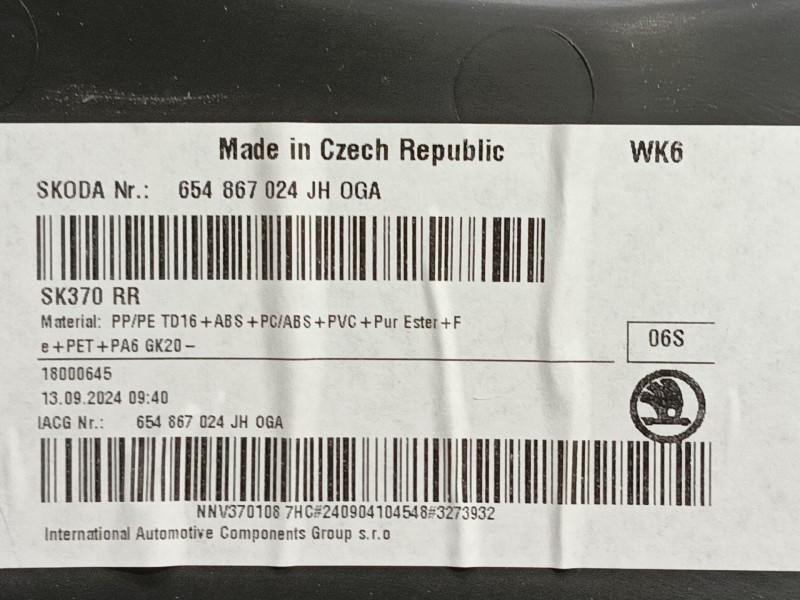 Made in Czech Republic WK6
SKODA Nr.: 654 867 024 JH OGA
SK370 RR
Material: PP/PE TD16+ABS+PC/ABS+PVC+Pur Ester+F
e+PET+PA6 GK20-
06S
18000645
13.09.2024 09:40
IACG Nr.: 654 867 024 JH OGA
NNV370108 7HC#240904104548#3273932
International Automotive Components Group s.r.o